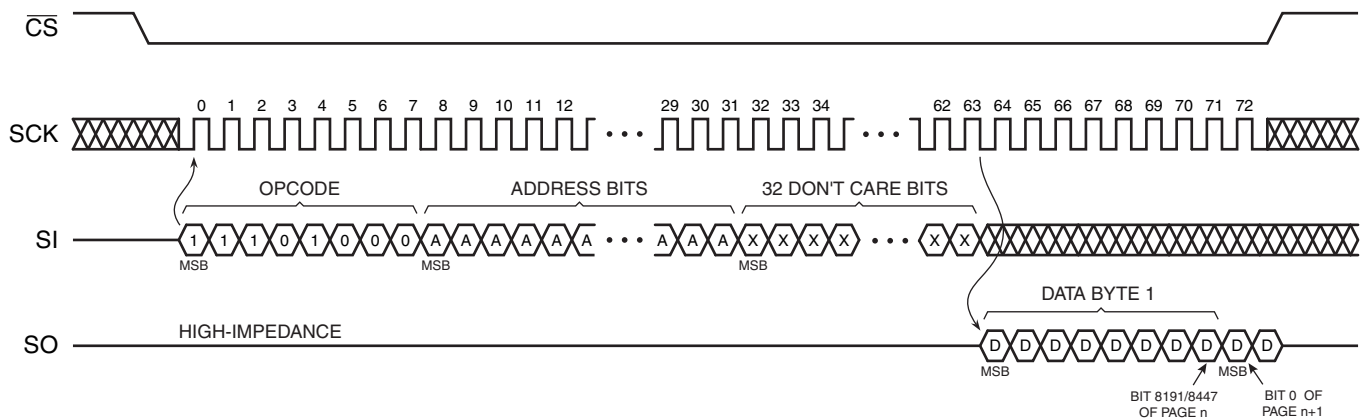 CS
0 1 2 3 4 5 6 7 8 9 10 11 12 29 30 31 32 33 34 62 63 64 65 66 67 68 69 70 71 72
SCK
OPCODE ADDRESS BITS 32 DON'T CARE BITS
SI 1 1 1 0 1 0 0 0 A A A A A A A A A X X X X X X
MSB MSB MSB
DATA BYTE 1
HIGH-IMPEDANCE
SO D D D D D D D D D D
MSB MSB
BIT 8191/8447
OF PAGE n
BIT 0 OF
PAGE n+1